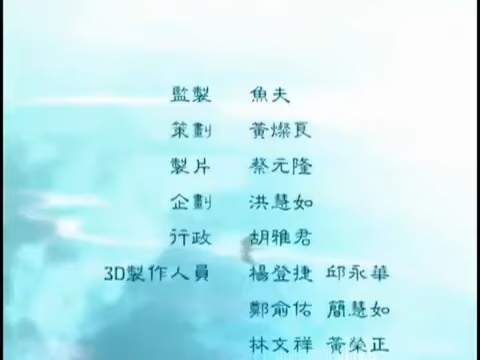 監製 魚夫
策劃 黃燦良
製片 蔡元隆
企劃 洪慧如
行政 胡雅君
3D製作人員 楊登捷 邱永華
鄭俞佑 簡慧如
林文祥 黃榮正